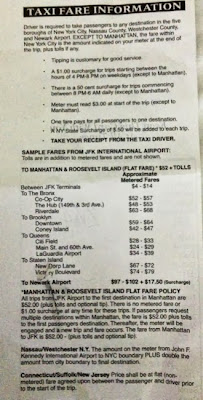 TAXI FARE INFORMATION
Driver is required to take passengers to any destination in the five
boroughs of New York City, Nassau County, Westchester County,
and Newark Airport. EXCEPT TO MANHATTAN, the fare within
New York City is the amount indicated on your meter at the end of
the trip, plus tolls if any.
• Tipping is customary for good service.
• A $1.00 surcharge for trips starting between the
hours of 4 PM-8 PM on weekdays (except to Manhattan).
• There is a 50 cent surcharge for trips commencing
between 8 PM-6 AM daily (except to Manhattan).
• Meter must read $3.00 at start of the trip (except to
Manhattan).
• One fare pays for all passengers to one destination.
• A NY State Surcharge of $.50 will be added to each trip.
• TAKE YOUR RECEIPT FROM THE TAXI DRIVER.
SAMPLE FARES FROM JFK INTERNATIONAL AIRPORT:
Tolls are in addition to metered fares and are not shown.
TO MANHATTAN & ROOSEVELT ISLAND (FLAT FARE) *$52 + TOLLS
Approximate
Metered Fares
Between JFK Terminals $4 - $14
To The Bronx
Co-Op City $52 - $57
The Hub (149th & 3rd Ave.) $48 - $53
Riverdale $63 - $68
To Brooklyn
Downtown $59 - $64
Coney Island $42 - $47
To Queens
Citi Field $28 - $33
Main St. and 60th Ave. $24 - $29
LaGuardia Airport $34 - $39
To Staten Island
New Dorp Lane $67 - $72
Victory Boulevard $74 - $79
To Newark Airport $97 - $102 + $17.50 (Surcharge)
*MANHATTAN & ROOSEVELT ISLAND FLAT FARE POLICY
All trips from JFK Airport to the first destination in Manhattan are
$52.00 (plus tolls and optional tip). There is no metered fare or
$1.00 surcharge at any time for these trips. If passengers request
multiple destinations within Manhattan, the fare is $52.00 plus tolls
to the first passengers destination. Thereafter, the meter will be
engaged and a new trip and fare occurs. The fare from Manhattan
to JFK is $52.00 - (plus tolls and optional tip).
Nassau/Westchester N.Y. The amount on the meter from John F.
Kennedy International Airport to NYC boundary PLUS double the
amount from city boundary to final destination.
Connecticut/Suffolk/New Jersey Price shall be at flat (non-
metered) fare agreed upon between the passenger and driver prior
to the start of the trip.